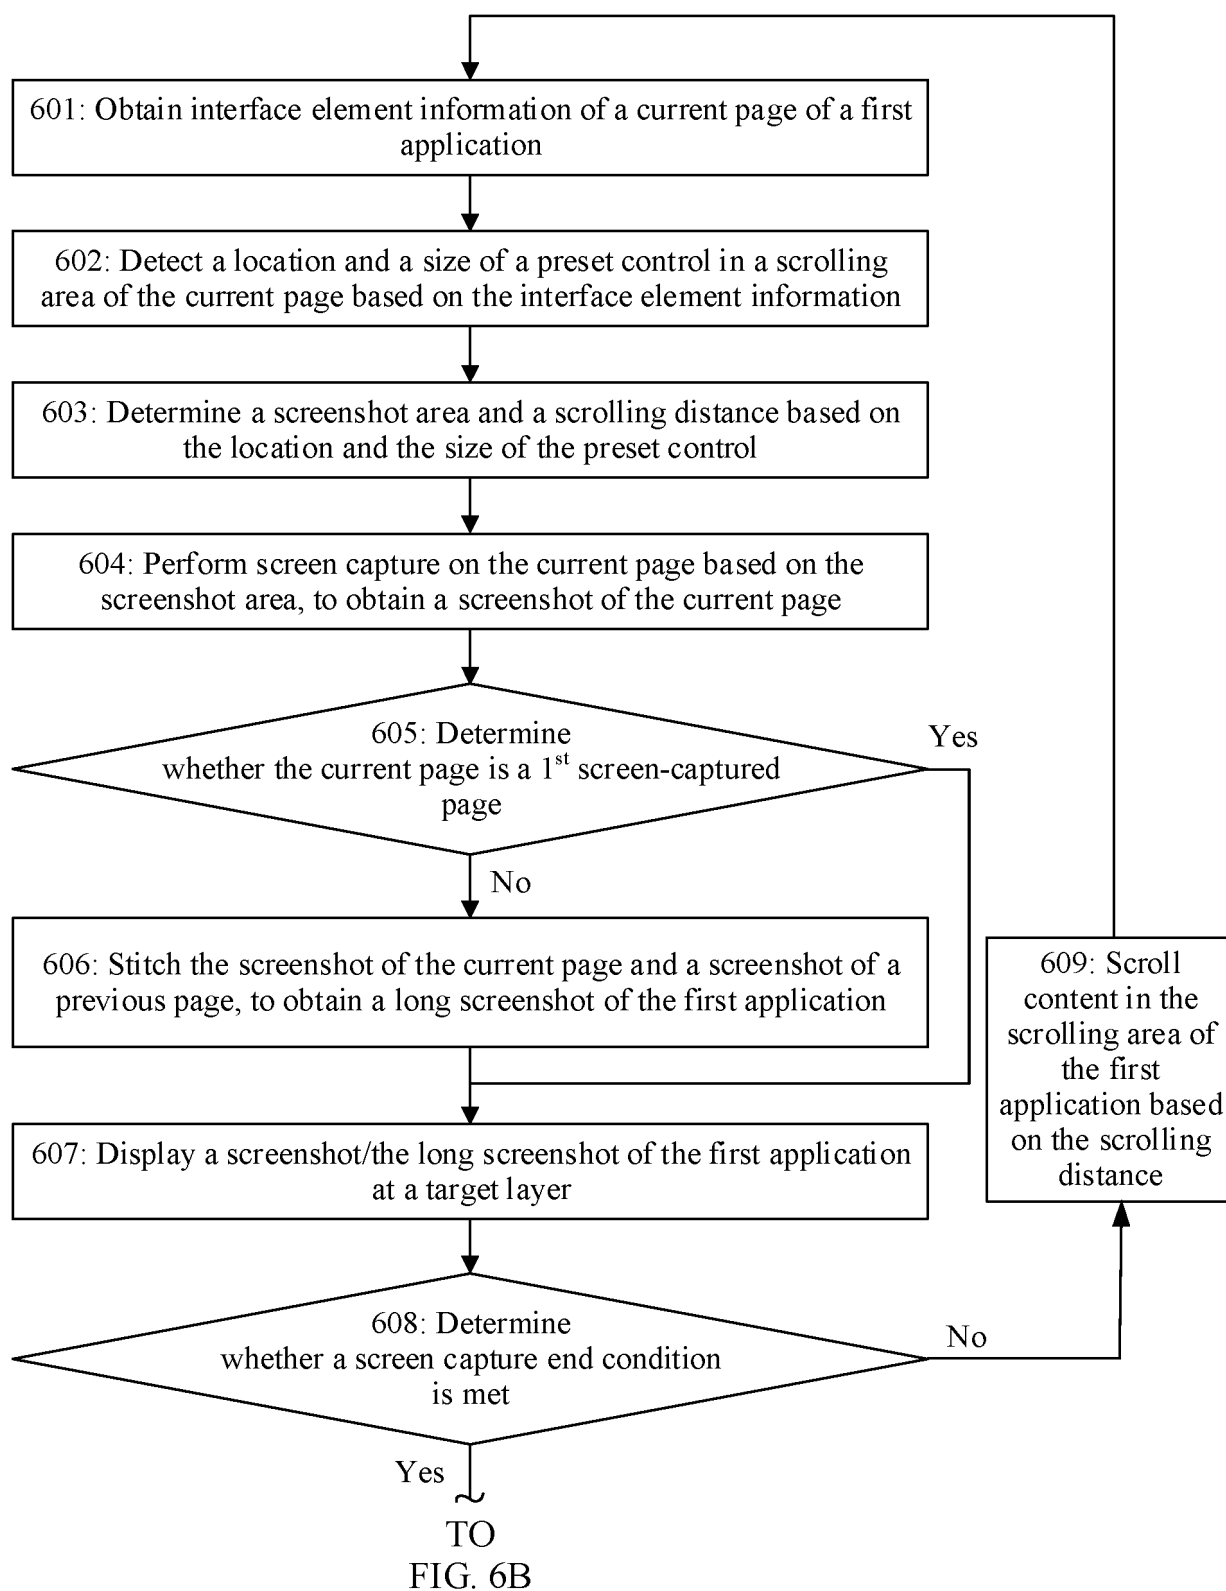 601: Obtain interface element information of a current page of a first
application
602: Detect a location and a size of a preset control in a scrolling
area of the current page based on the interface element information
603: Determine a screenshot area and a scrolling distance based on
the location and the size of the preset control
604: Perform screen capture on the current page based on the
screenshot area, to obtain a screenshot of the current page
605: Determine
whether the current page is a 1st screen-captured
page
Yes
No
606: Stitch the screenshot of the current page and a screenshot of a
previous page, to obtain a long screenshot of the first application
609: Scroll
content in the
scrolling area of
the first
application based
on the scrolling
distance
607: Display a screenshot/the long screenshot of the first application
at a target layer
608: Determine
whether a screen capture end condition
is met
No
Yes
TO
FIG. 6B